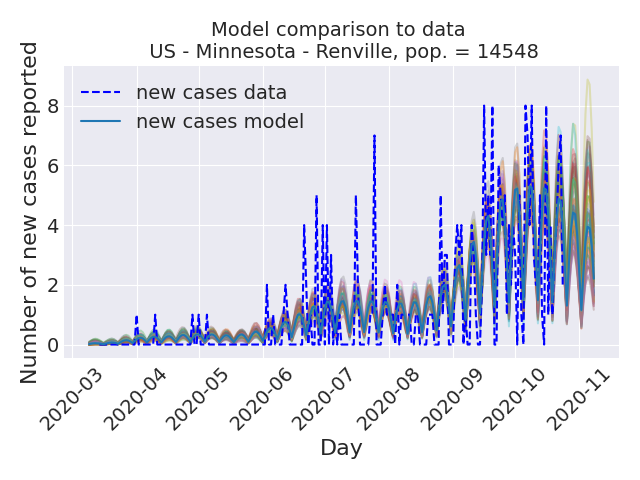 Model comparison to data
US - Minnesota - Renville, pop. = 14548
new cases data
new cases model
Number of new cases reported
8
6
4
2
0
2020-03
2020-04
2020-05
2020-06
2020-07
2020-08
2020-09
2020-10
2020-11
Day